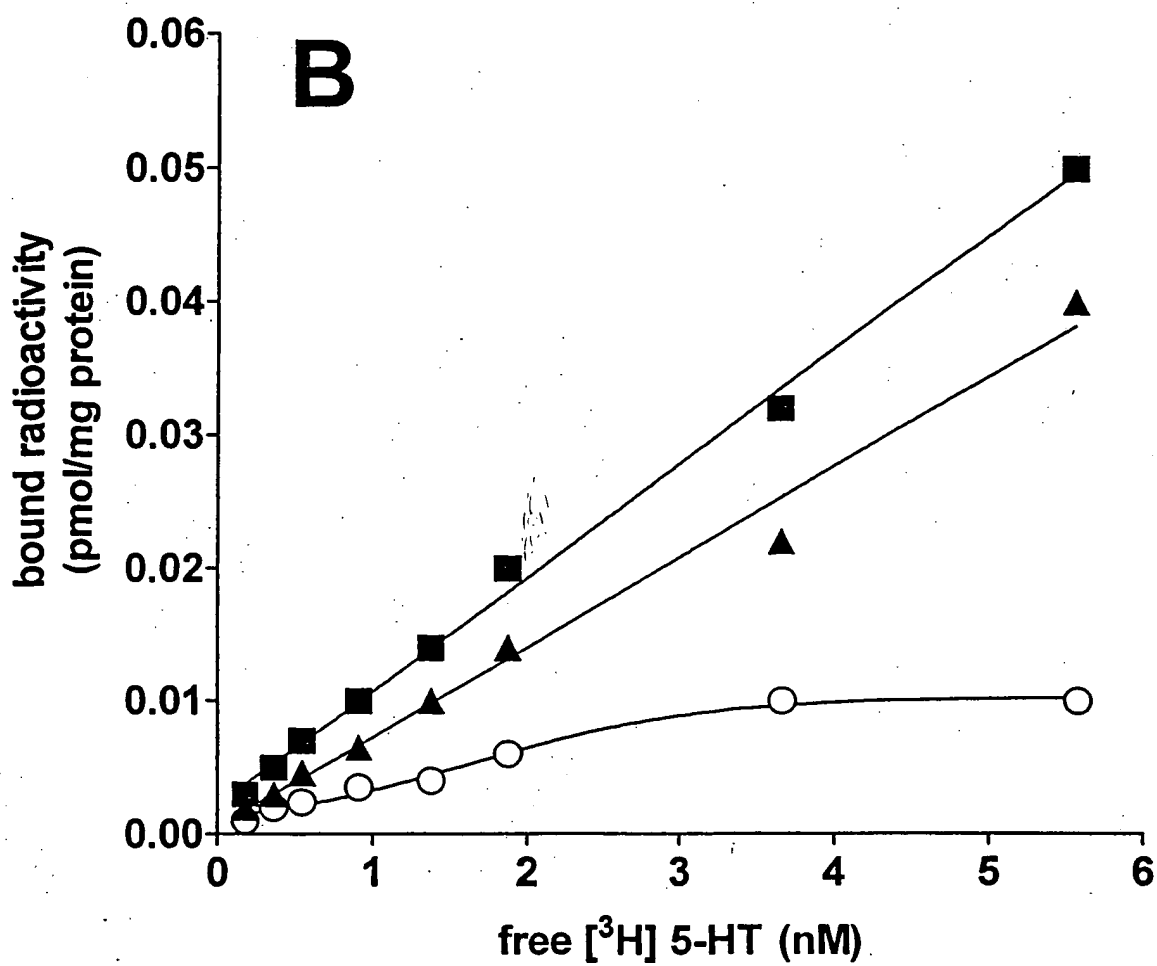 B
0.06
0.05
0.04
0.03
0.02
0.01
0.00
bound radioactivity
(pmol/mg protein)
0 1 2 3 4 5 6
free [³H] 5-HT (nM)